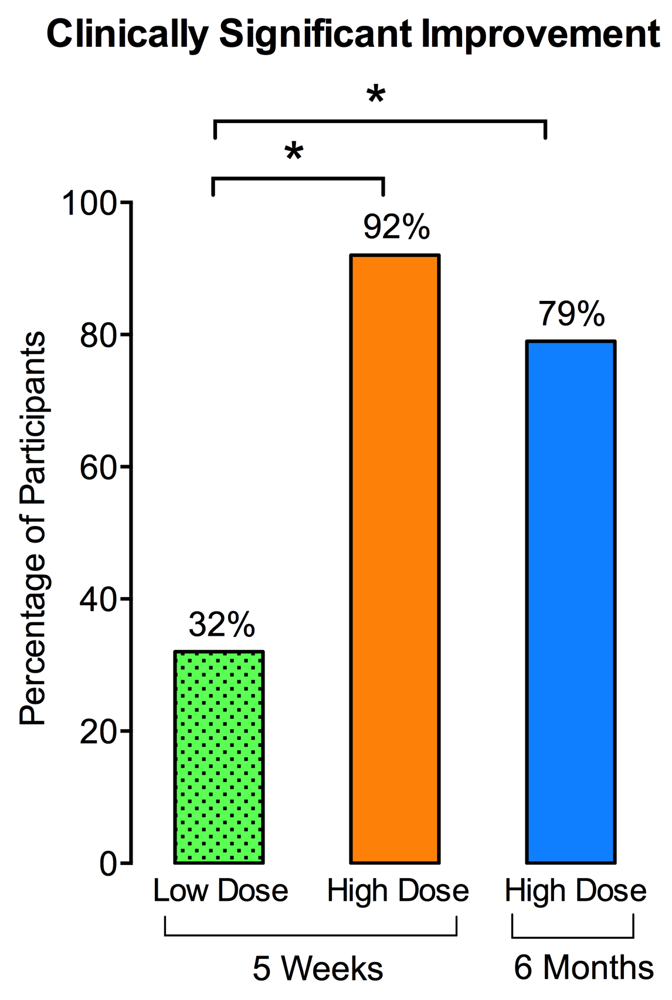 Clinically Significant Improvement
*
*
100
92%
79%
80
60
40
32%
20
0
Percentage of Participants
Low Dose High Dose High Dose
5 Weeks 6 Months